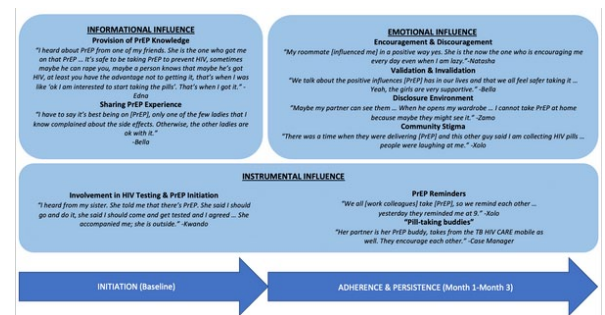 INFORMATIONAL INFLUENCE
Provision of PrEP Knowledge
"I heard about PrEP from one of my friends. She is the one who got me
on that PrEP ... It's safe to be taking PrEP to prevent HIV, sometimes
maybe he can rape you, maybe a person knows that maybe he's got
HIV, at least you have the advantage not to getting it, that's when I was
like 'ok I am interested to start taking the pills'. That's when I got it." -
Edna
Sharing PrEP Experience
"I have to say it's best being on [PrEP], only one of the few ladies that I
know complained about the side effects. Otherwise, the other ladies are
ok with it."
-Bella
EMOTIONAL INFLUENCE
Encouragement & Discouragement
"My roommate [influenced me] in a positive way yes. She is the now the one who is encouraging me
every day even when I am lazy."-Natasha
Validation & Invalidation
"We talk about the positive influences [PrEP] has in our lives and that we all feel safer taking it ...
Yeah, the girls are very supportive." -Bella
Disclosure Environment
"Maybe my partner can see them ... When he opens my wardrobe ... I cannot take PrEP at home
because maybe they might see it." -Zama
Community Stigma
"There was a time when they were delivering [PrEP] and this other guy said I am collecting HIV pills ...
people were laughing at me." -Xolo
INSTRUMENTAL INFLUENCE
Involvement in HIV Testing & PrEP Initiation
"I heard from my sister. She told me that there's PrEP. She said I should
go and do it, she said I should come and get tested and I agreed ... She
accompanied me; she is outside." -Kwando
PrEP Reminders
"We all [work colleagues] take [PrEP], so we remind each other ...
yesterday they reminded me at 9." -Xolo
"Pill-taking buddies"
"Her partner is her PrEP buddy, takes from the TB HIV CARE mobile as
well. They encourage each other." -Case Manager
INITIATION (Baseline)
ADHERENCE & PERSISTENCE (Month 1-Month 3)